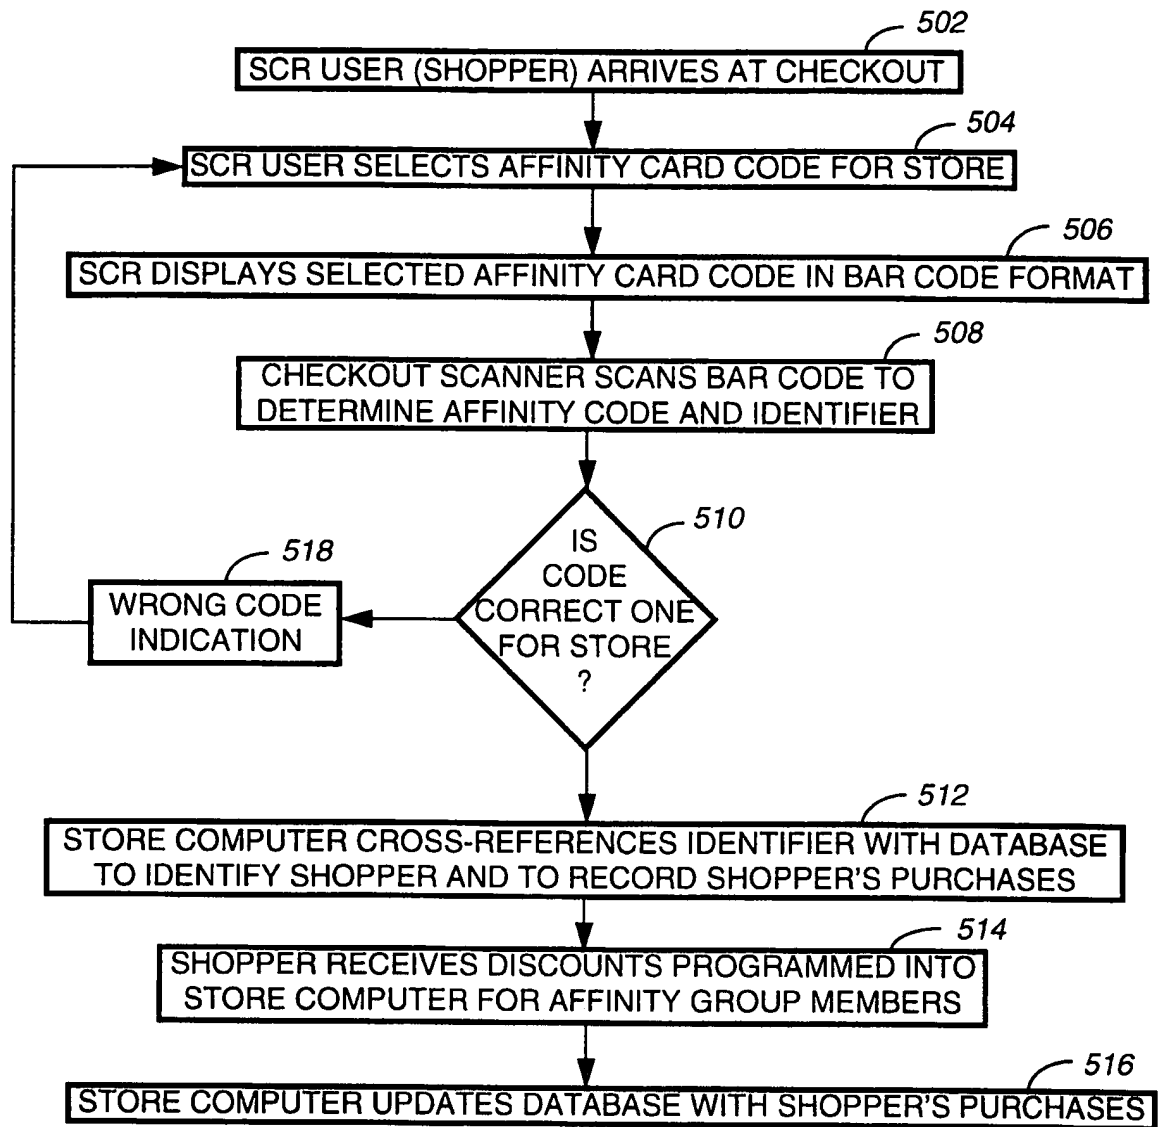 502
SCR USER (SHOPPER) ARRIVES AT CHECKOUT
504
SCR USER SELECTS AFFINITY CARD CODE FOR STORE
506
SCR DISPLAYS SELECTED AFFINITY CARD CODE IN BAR CODE FORMAT
508
CHECKOUT SCANNER SCANS BAR CODE TO
DETERMINE AFFINITY CODE AND IDENTIFIER
510
IS
CODE
CORRECT ONE
FOR STORE
?
518
WRONG CODE
INDICATION
512
STORE COMPUTER CROSS-REFERENCES IDENTIFIER WITH DATABASE
TO IDENTIFY SHOPPER AND TO RECORD SHOPPER'S PURCHASES
514
SHOPPER RECEIVES DISCOUNTS PROGRAMMED INTO
STORE COMPUTER FOR AFFINITY GROUP MEMBERS
516
STORE COMPUTER UPDATES DATABASE WITH SHOPPER'S PURCHASES